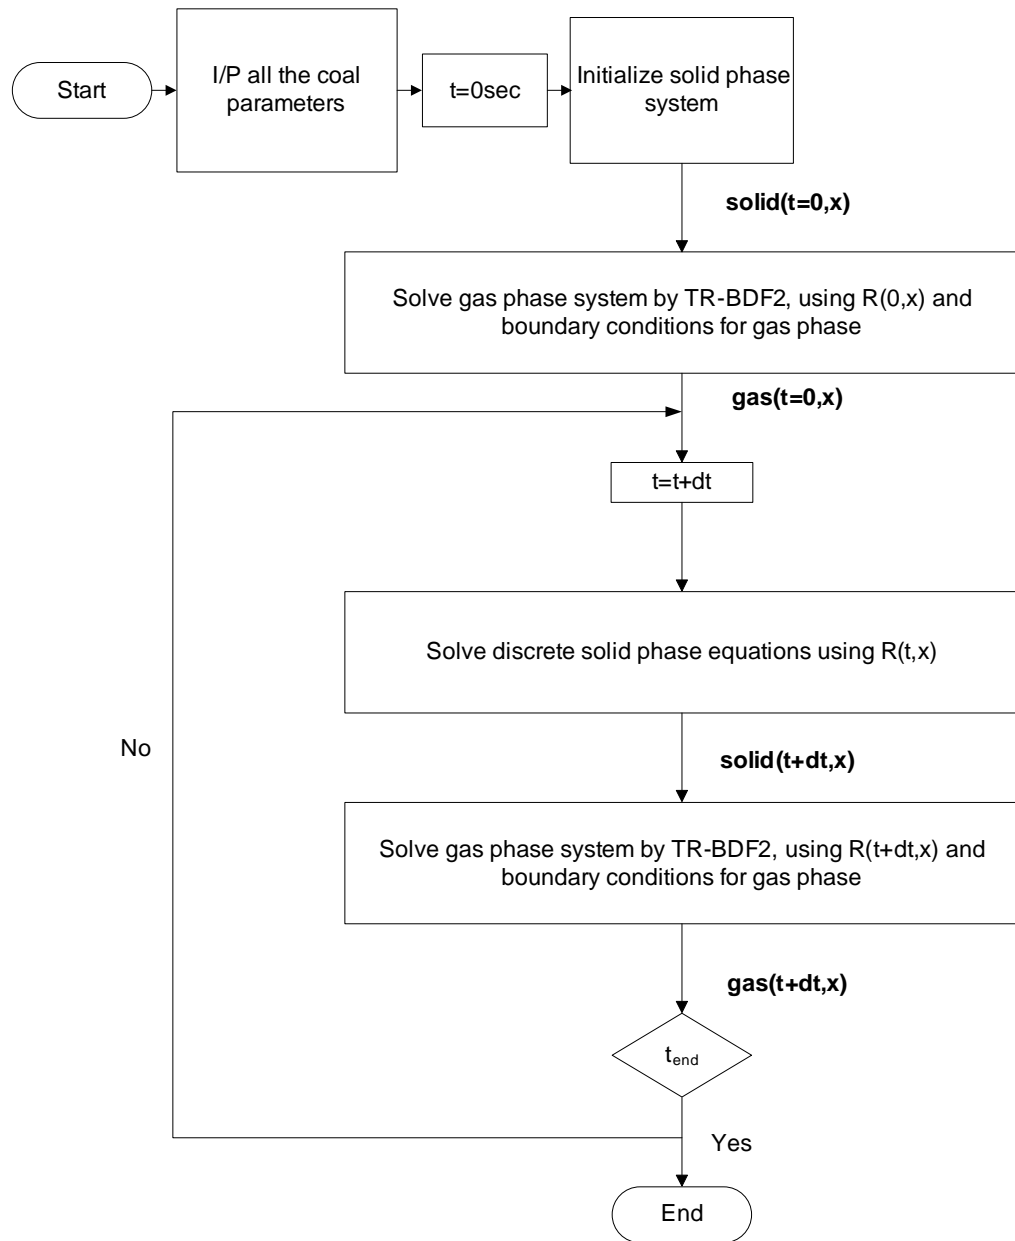 Start
I/P all the coal
parameters
t=0sec
Initialize solid phase
system
solid(t=0,x)
Solve gas phase system by TR-BDF2, using R(0,x) and
boundary conditions for gas phase
gas(t=0,x)
t=t+dt
Solve discrete solid phase equations using R(t,x)
No
solid(t+dt,x)
Solve gas phase system by TR-BDF2, using R(t+dt,x) and
boundary conditions for gas phase
gas(t+dt,x)
t_end
Yes
End